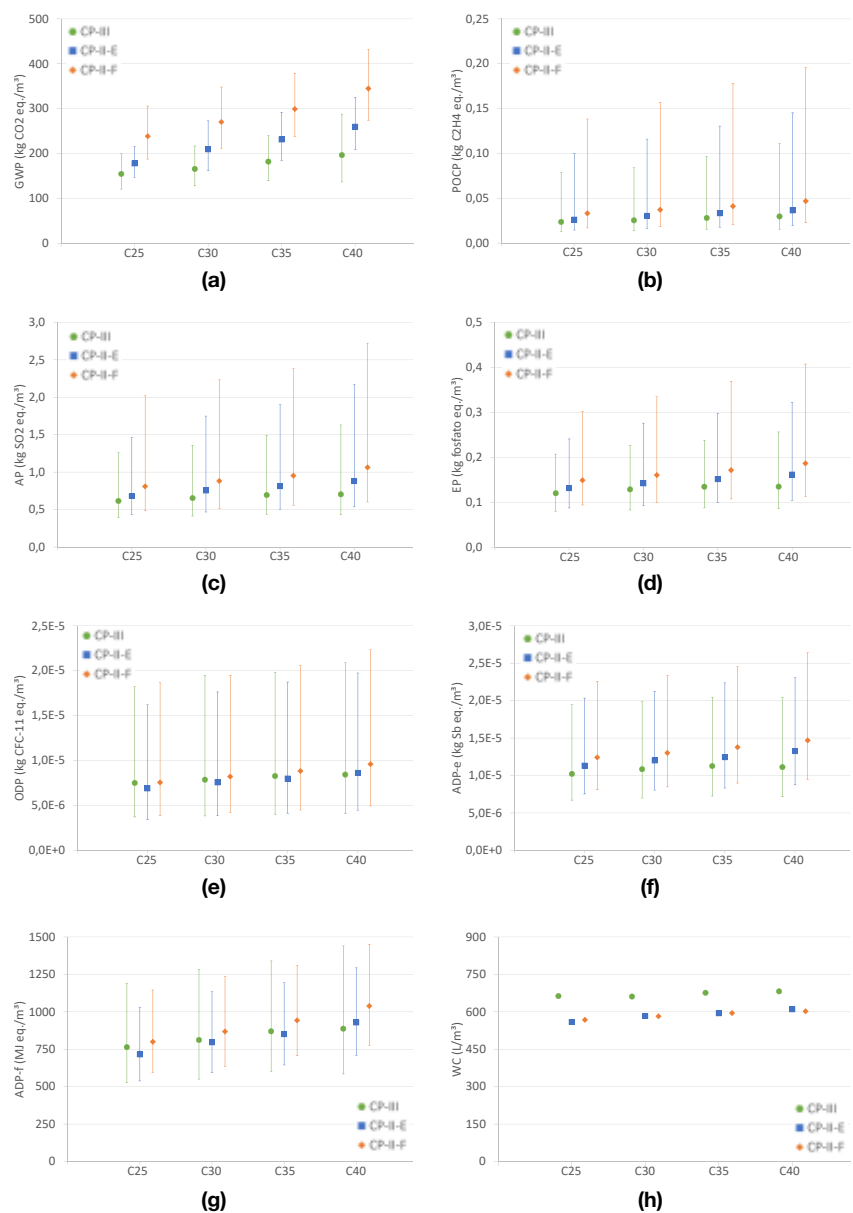 500
400
300
200
100
0
GWP (kg CO2 eq./m³)
CP-III
CP-II-E
CP-II-F
C25 C30 C35 C40
(a)
0,25
0,20
0,15
0,10
0,05
0,00
POCP (kg C2H4 eq./m³)
CP-III
CP-II-E
CP-II-F
C25 C30 C35 C40
(b)
3,0
2,5
2,0
1,5
1,0
0,5
0,0
AP (kg SO2 eq./m³)
CP-III
CP-II-E
CP-II-F
C25 C30 C35 C40
(c)
0,5
0,4
0,3
0,2
0,1
0,0
EP (kg fosfato eq./m³)
CP-III
CP-II-E
CP-II-F
C25 C30 C35 C40
(d)
2,5E-5
2,0E-5
1,5E-5
1,0E-5
5,0E-6
0,0E+0
ODP (kg CFC-11 eq./m³)
CP-III
CP-II-E
CP-II-F
C25 C30 C35 C40
(e)
3,0E-5
2,5E-5
2,0E-5
1,5E-5
1,0E-5
5,0E-6
0,0E+0
ADP-e (kg Sb eq./m³)
CP-III
CP-II-E
CP-II-F
C25 C30 C35 C40
(f)
1500
1250
1000
750
500
250
0
ADP-f (MJ eq./m³)
CP-III
CP-II-E
CP-II-F
C25 C30 C35 C40
(g)
900
750
600
450
300
150
0
WC (L/m³)
CP-III
CP-II-E
CP-II-F
C25 C30 C35 C40
(h)